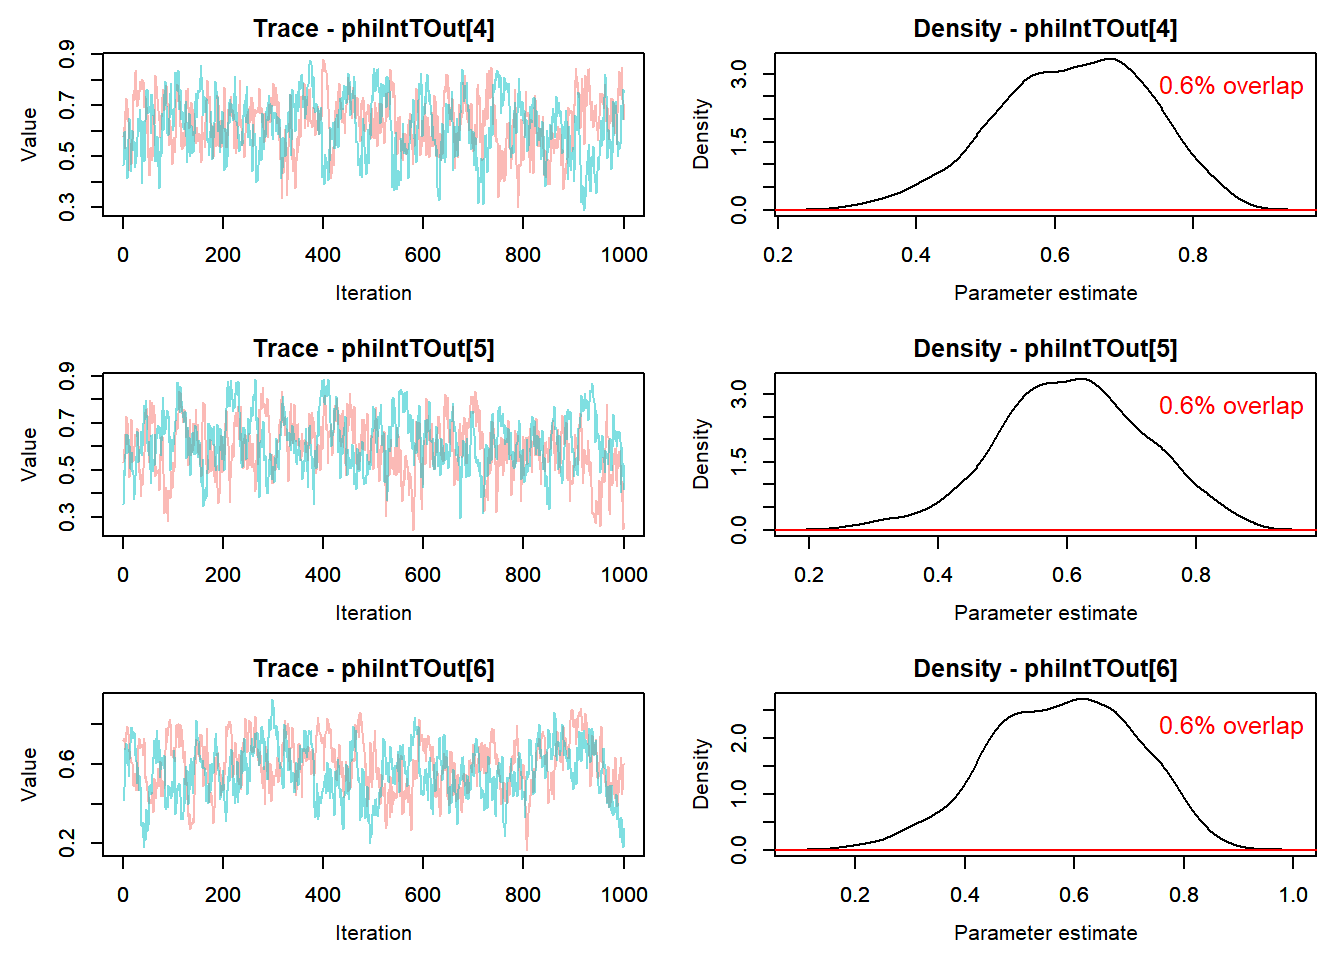 Trace - phiIntTOut[4]
Value
0.3 0.5 0.7 0.9
0 200 400 600 800 1000
Iteration
Density - phiIntTOut[4]
Density
0.0 1.5 3.0
0.6% overlap
0.2 0.4 0.6 0.8
Parameter estimate
Trace - phiIntTOut[5]
Value
0.3 0.5 0.7 0.9
0 200 400 600 800 1000
Iteration
Density - phiIntTOut[5]
Density
0.0 1.5 3.0
0.6% overlap
0.2 0.4 0.6 0.8
Parameter estimate
Trace - phiIntTOut[6]
Value
0.2 0.6
0 200 400 600 800 1000
Iteration
Density - phiIntTOut[6]
Density
0.0 1.0 2.0
0.6% overlap
0.2 0.4 0.6 0.8 1.0
Parameter estimate